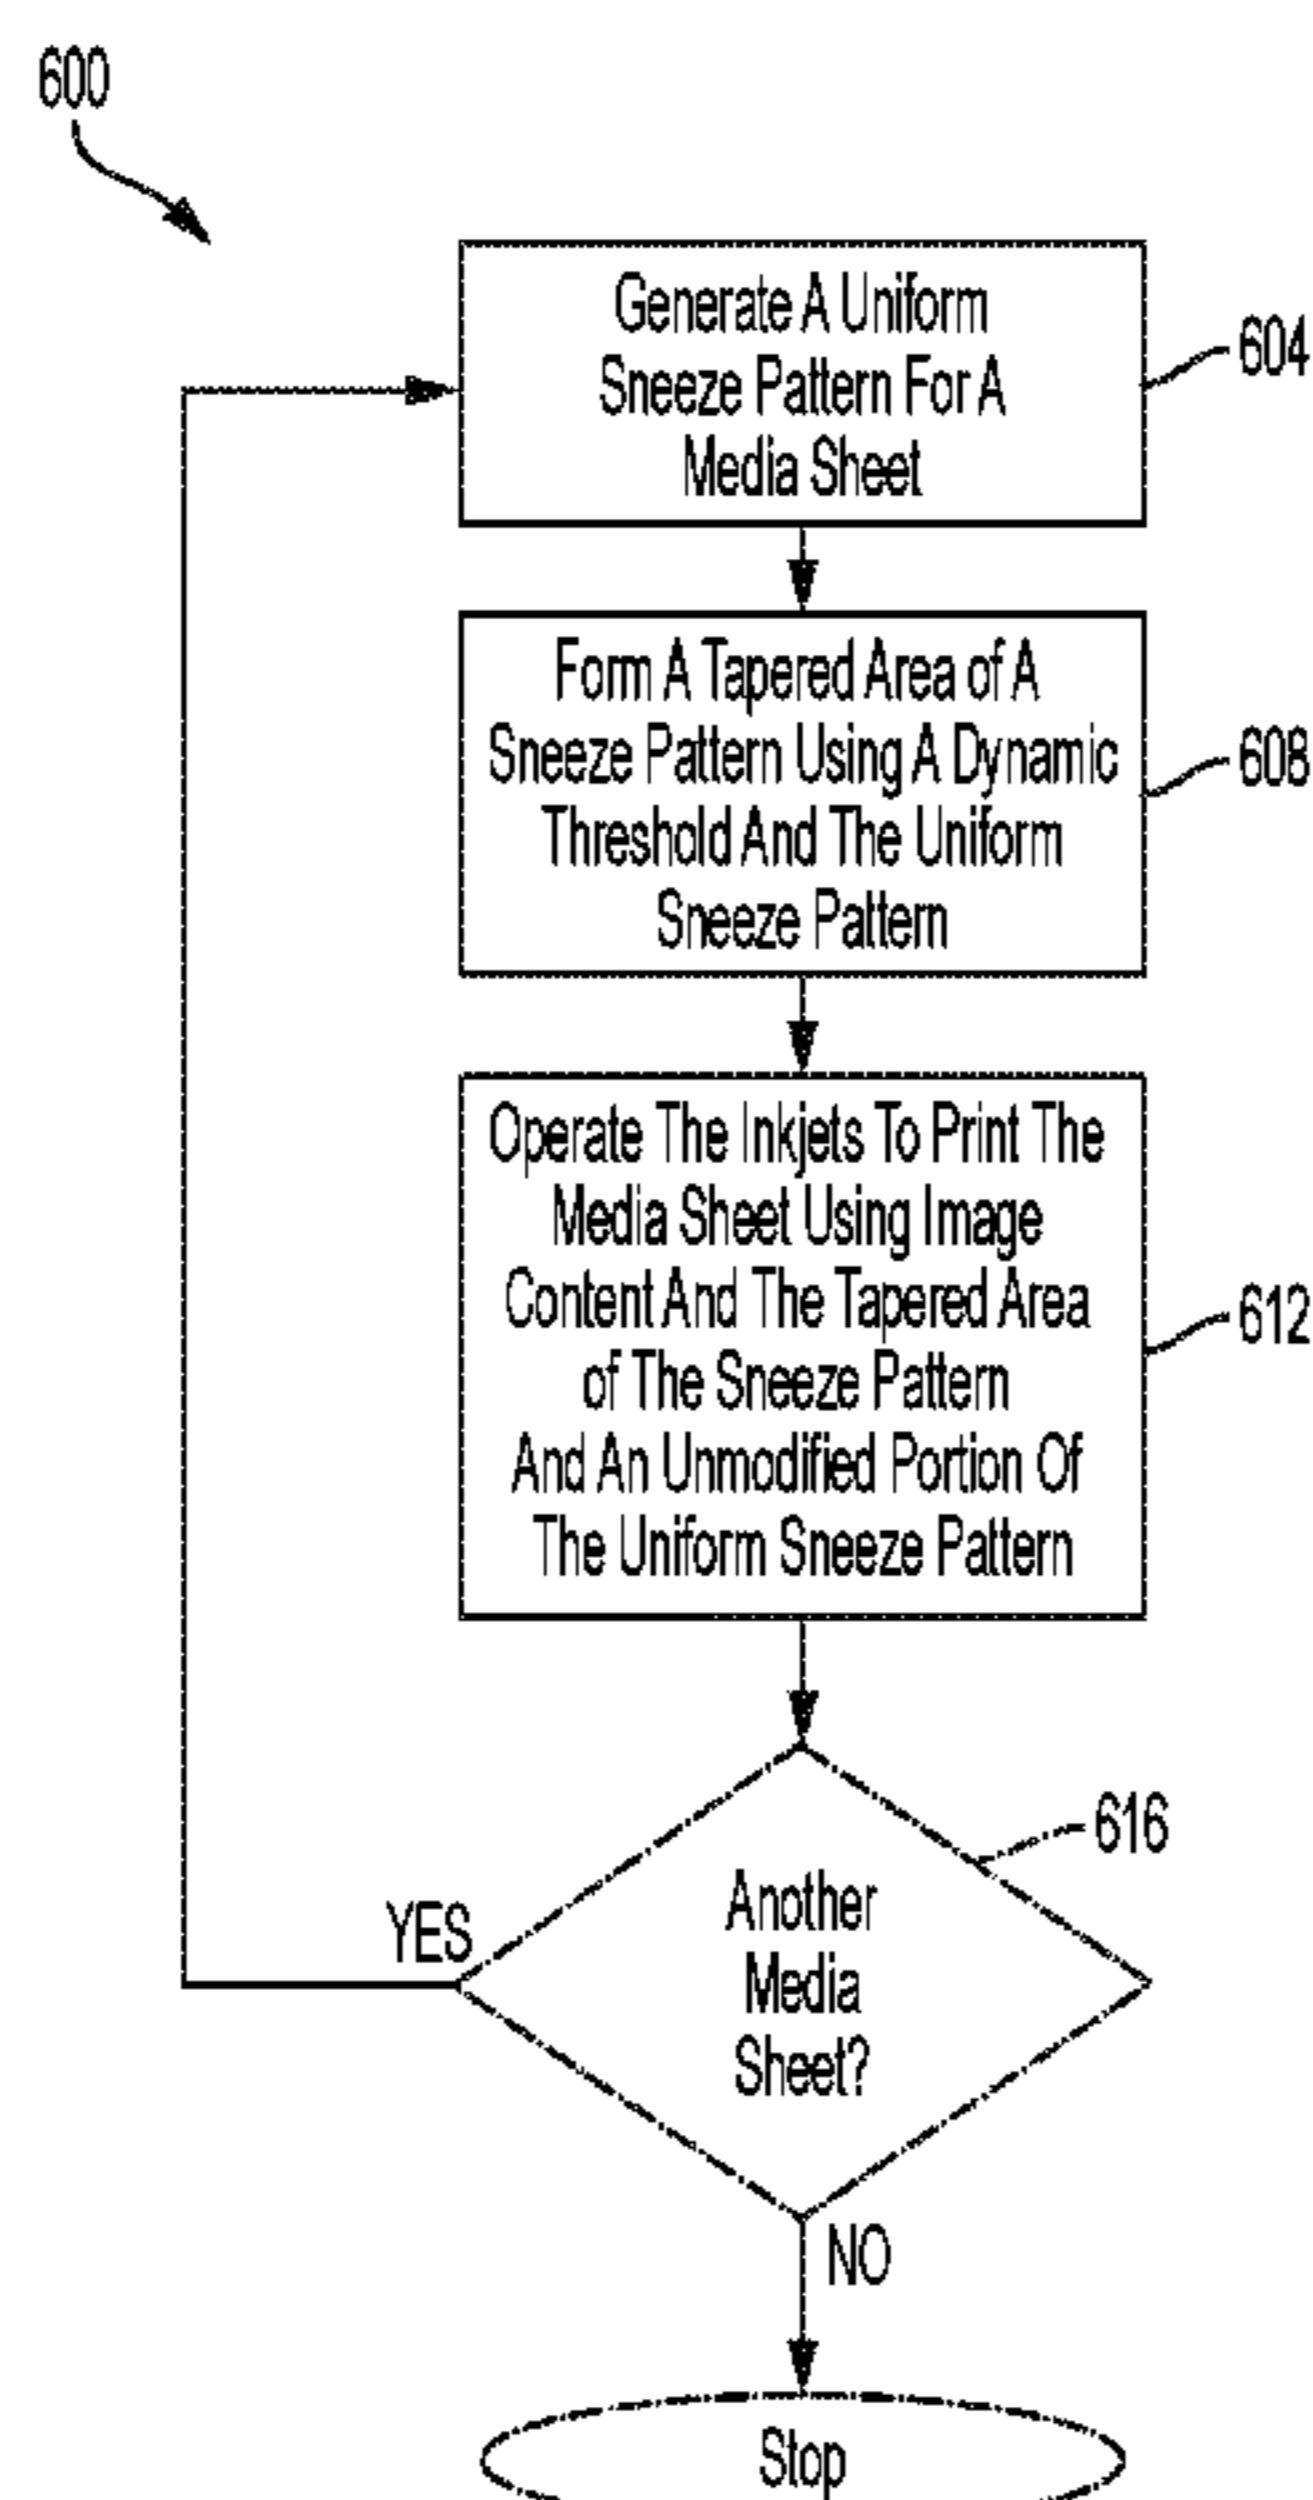 600
Generate A Uniform
Sneeze Pattern For A
Media Sheet
604
Form A Tapered Area of A
Sneeze Pattern Using A Dynamic
Threshold And The Uniform
Sneeze Pattern
608
Operate The Inkjets To Print The
Media Sheet Using Image
Content And The Tapered Area
of The Sneeze Pattern
And An Unmodified Portion Of
The Uniform Sneeze Pattern
612
616
Another
Media
Sheet?
YES
NO
Stop